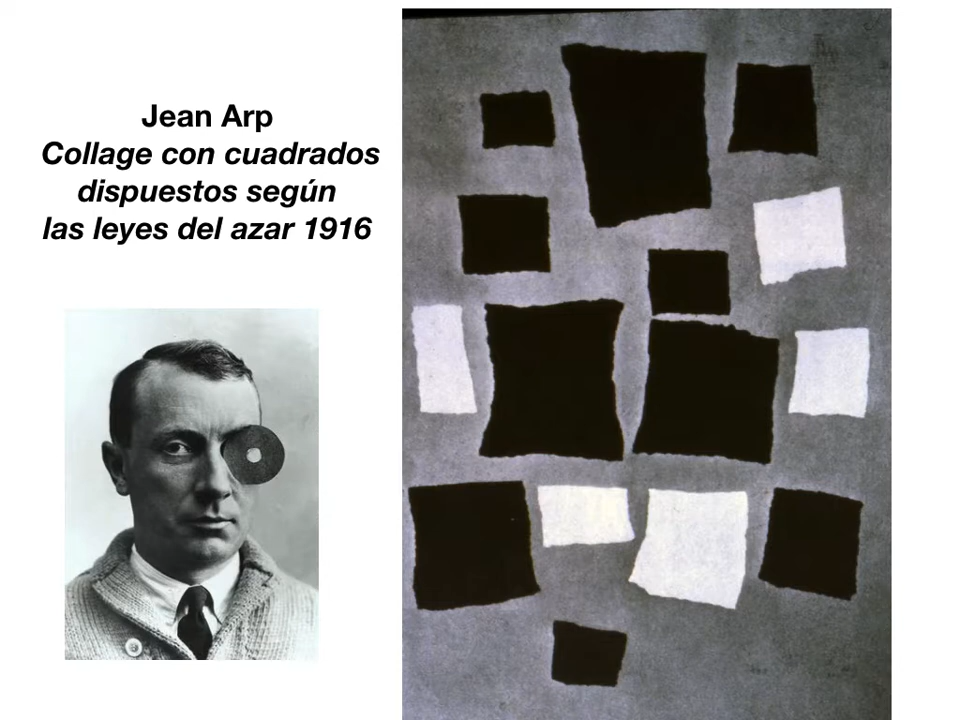 Jean Arp
Collage con cuadrados
dispuestos según
las leyes del azar 1916